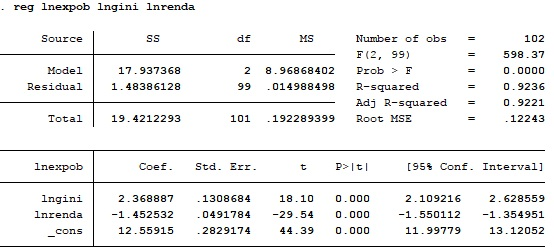 . reg lnexpob lngini lnrenda
Source SS df MS Number of obs = 102
F(2, 99) = 598.37
Model 17.937368 2 8.96868402 Prob > F = 0.0000
Residual 1.48386128 99 .014988498 R-squared = 0.9236
Adj R-squared = 0.9221
Total 19.4212293 101 .192289399 Root MSE = .12243
lnexpob Coef. Std. Err. t P>|t| [95% Conf. Interval]
lngini 2.368887 .1308684 18.10 0.000 2.109216 2.628559
lnrenda -1.452532 .0491784 -29.54 0.000 -1.550112 -1.354951
_cons 12.55915 .2829174 44.39 0.000 11.99779 13.12052